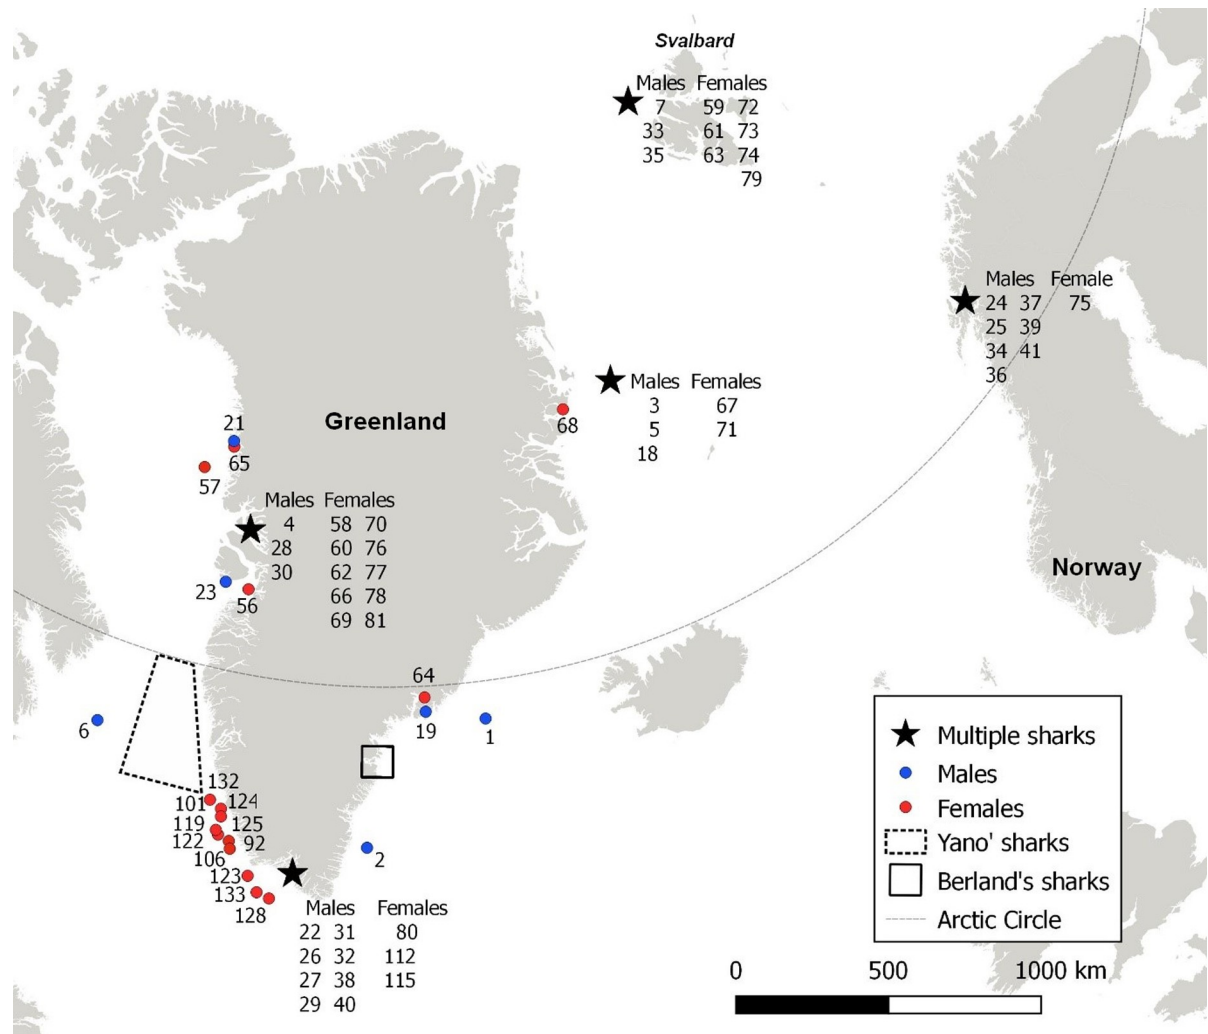 Svalbard
Males Females
7 59 72
33 61 73
35 63 74
79
Males Female
24 37 75
25 39
34 41
36
Males Females
3 67
5 71
18
Greenland
68
21
65
57
Males Females
4 58 70
28 60 76
30 62 77
66 78
69 81
23
56
Norway
64
19
1
6
132
101 124
119 125
122 92
106
123
133
128
2
Males Females
22 31 80
26 32 112
27 38 115
29 40
Multiple sharks
Males
Females
Yano' sharks
Berland's sharks
Arctic Circle
0 500 1000 km